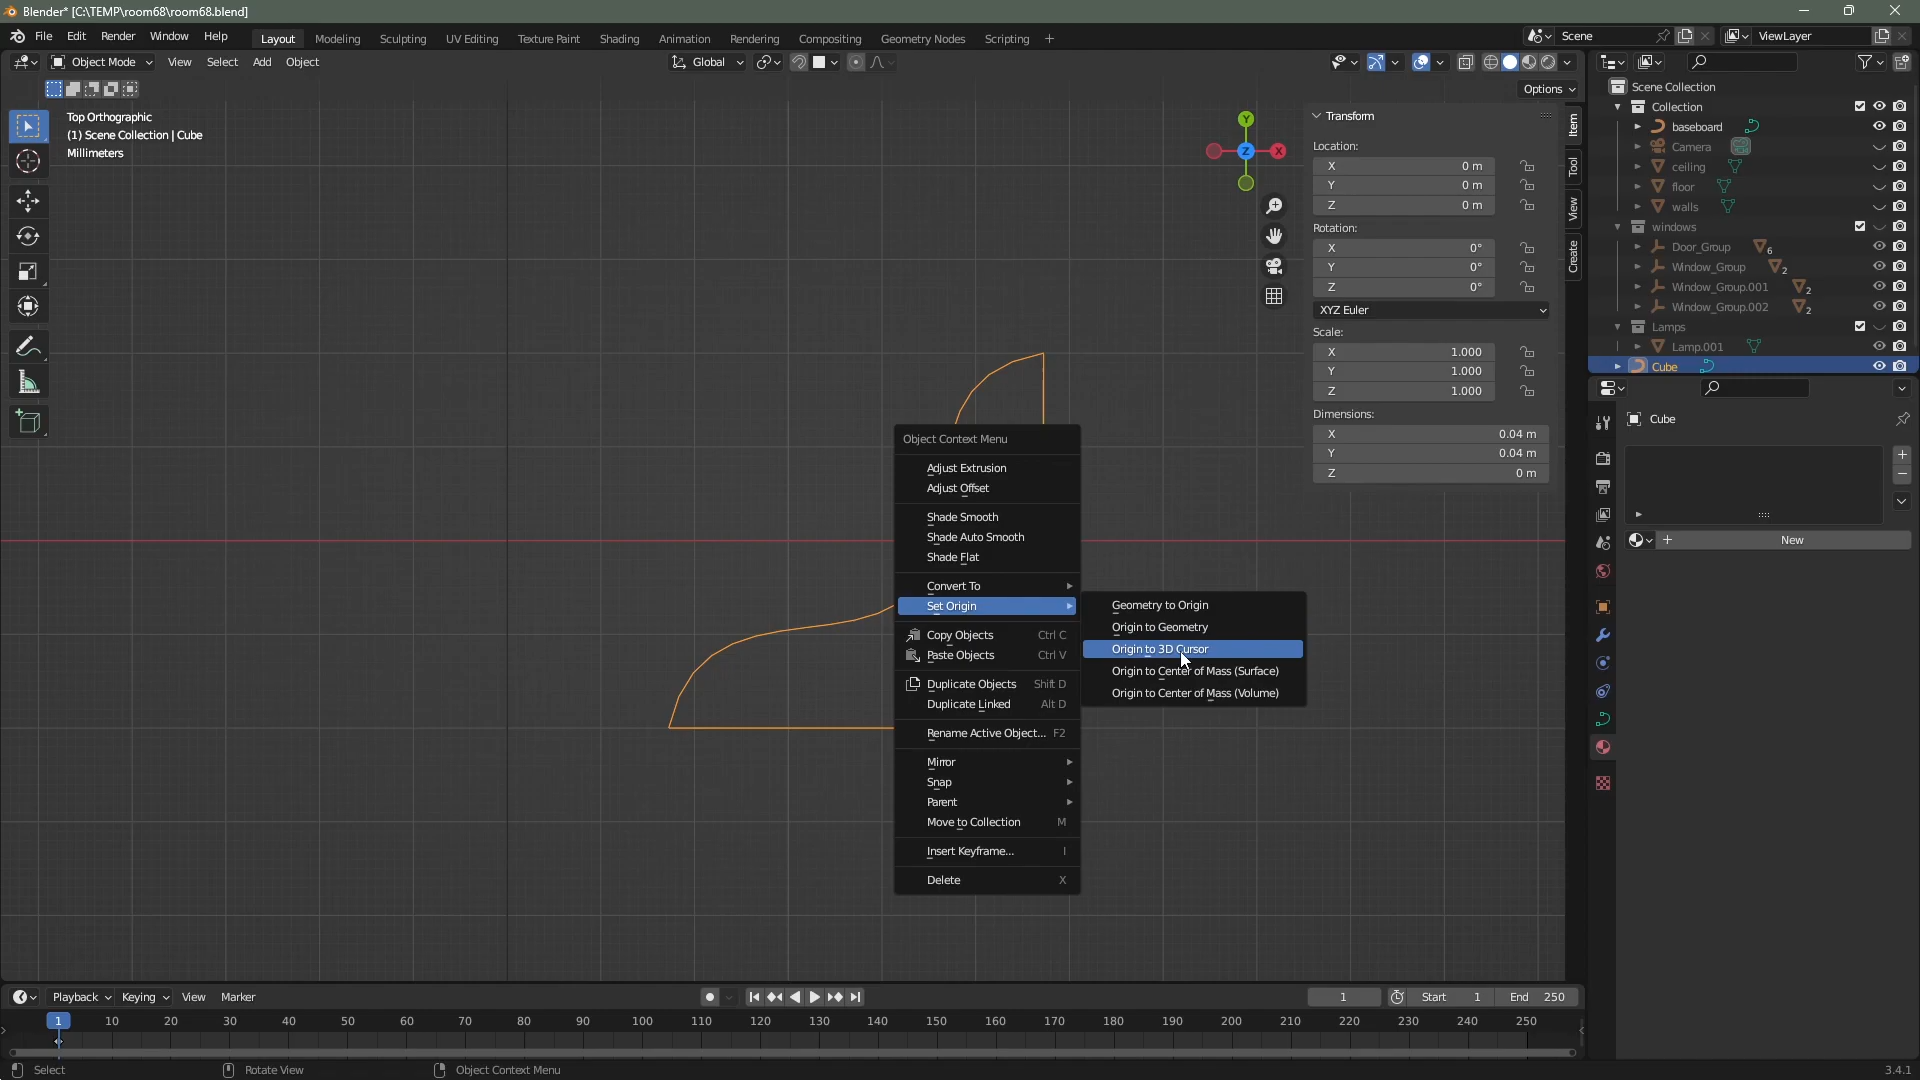 Blender* [C:\TEMP\room68\room68.blend]
File Edit Render Window Help Layout Modeling Sculpting UV Editing Texture Paint Shading Animation Rendering Compositing Geometry Nodes Scripting + Scene ViewLayer
Object Mode View Select Add Object Global
Options
Top Orthographic
(1) Scene Collection | Cube
Millimeters
Y
Z
X
Item
Tool
View
Create
Transform
Location:
X 0 m
Y 0 m
Z 0 m
Rotation:
X 0°
Y 0°
Z 0°
XYZ Euler
Scale:
X 1.000
Y 1.000
Z 1.000
Dimensions:
X 0.04 m
Y 0.04 m
Z 0 m
Scene Collection
Collection
baseboard
Camera
ceiling
floor
walls
windows
Door_Group 6
Window_Group 2
Window_Group.001 2
Window_Group.002 2
Lamps
Lamp.001
Cube
Cube
New
Object Context Menu
Adjust Extrusion
Adjust Offset
Shade Smooth
Shade Auto Smooth
Shade Flat
Convert To
Set Origin
Copy Objects Ctrl C
Paste Objects Ctrl V
Duplicate Objects Shift D
Duplicate Linked Alt D
Rename Active Object... F2
Mirror
Snap
Parent
Move to Collection M
Insert Keyframe... I
Delete X
Geometry to Origin
Origin to Geometry
Origin to 3D Cursor
Origin to Center of Mass (Surface)
Origin to Center of Mass (Volume)
Playback Keying View Marker 1 Start 1 End 250
1 10 20 30 40 50 60 70 80 90 100 110 120 130 140 150 160 170 180 190 200 210 220 230 240 250
Select Rotate View Object Context Menu 3.4.1